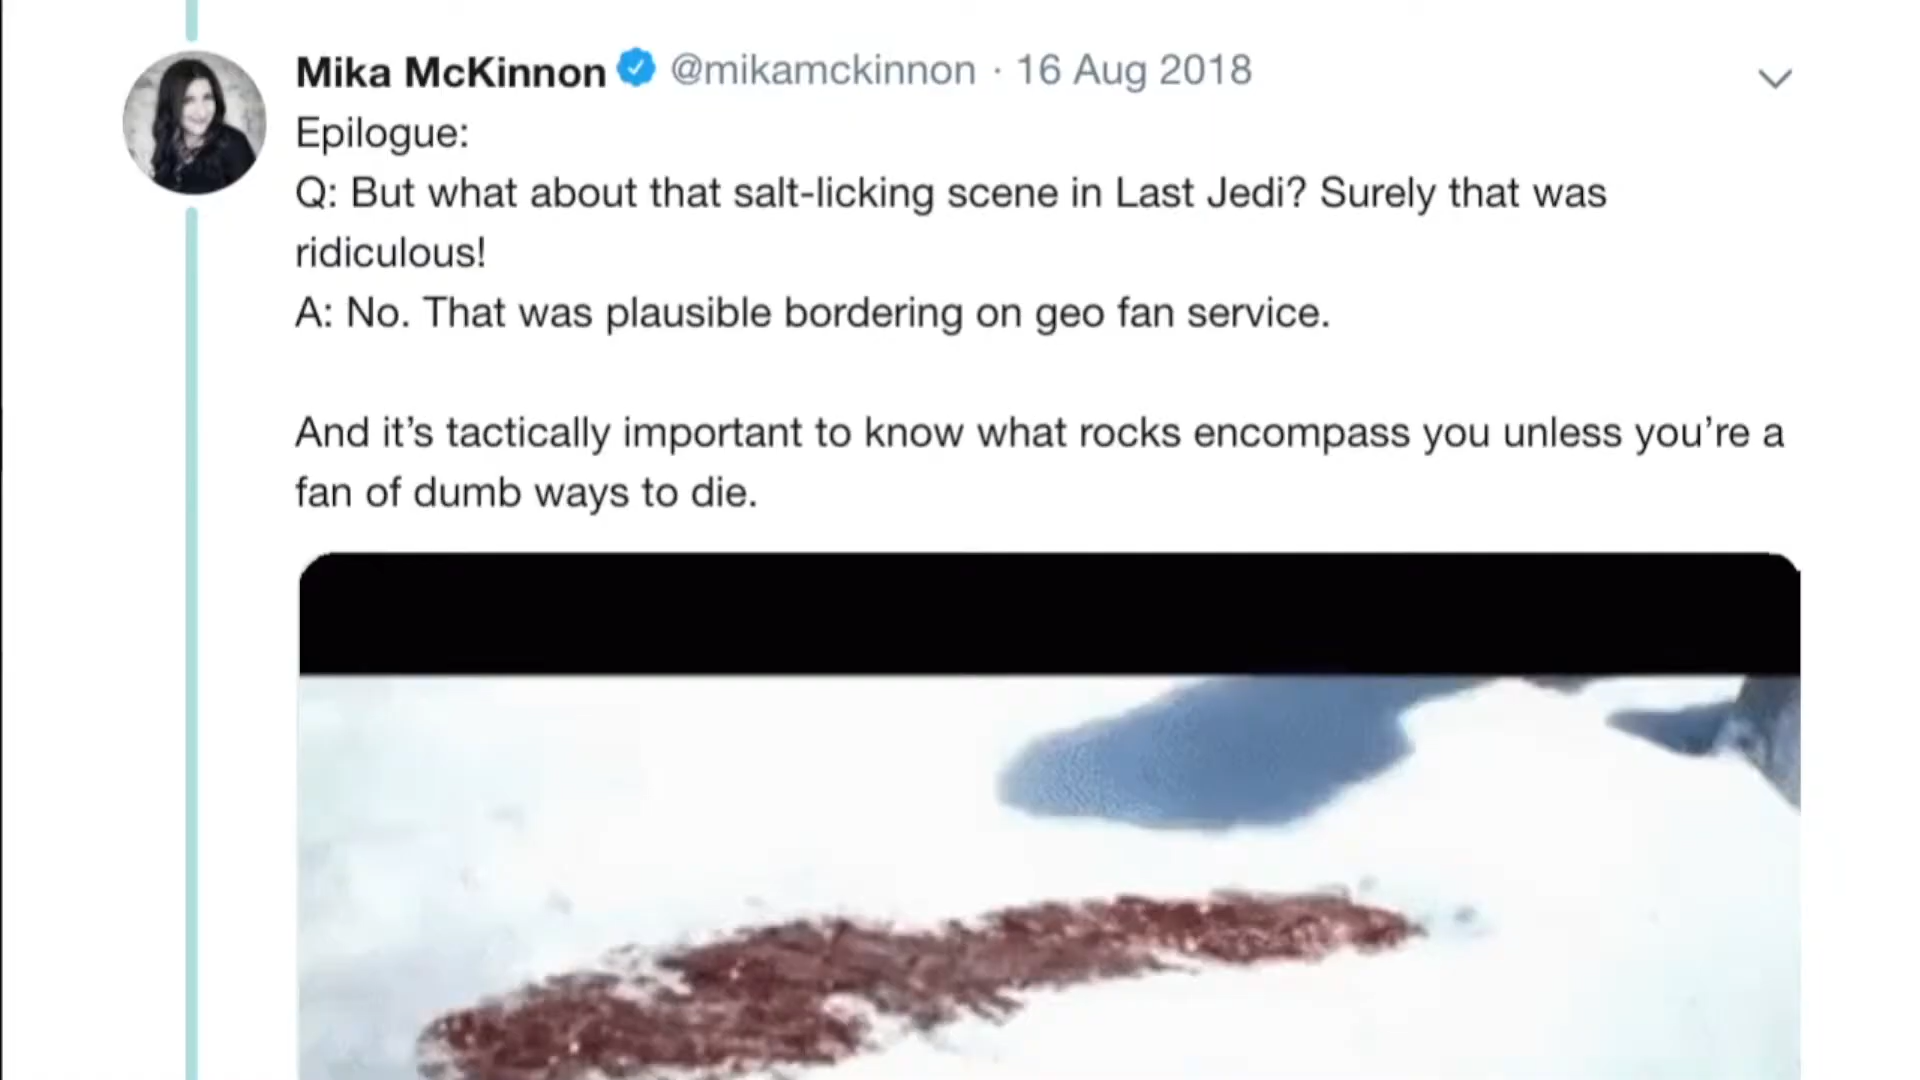 Mika McKinnon @mikamckinnon · 16 Aug 2018
Epilogue:
Q: But what about that salt-licking scene in Last Jedi? Surely that was
ridiculous!
A: No. That was plausible bordering on geo fan service.
And it’s tactically important to know what rocks encompass you unless you’re a
fan of dumb ways to die.